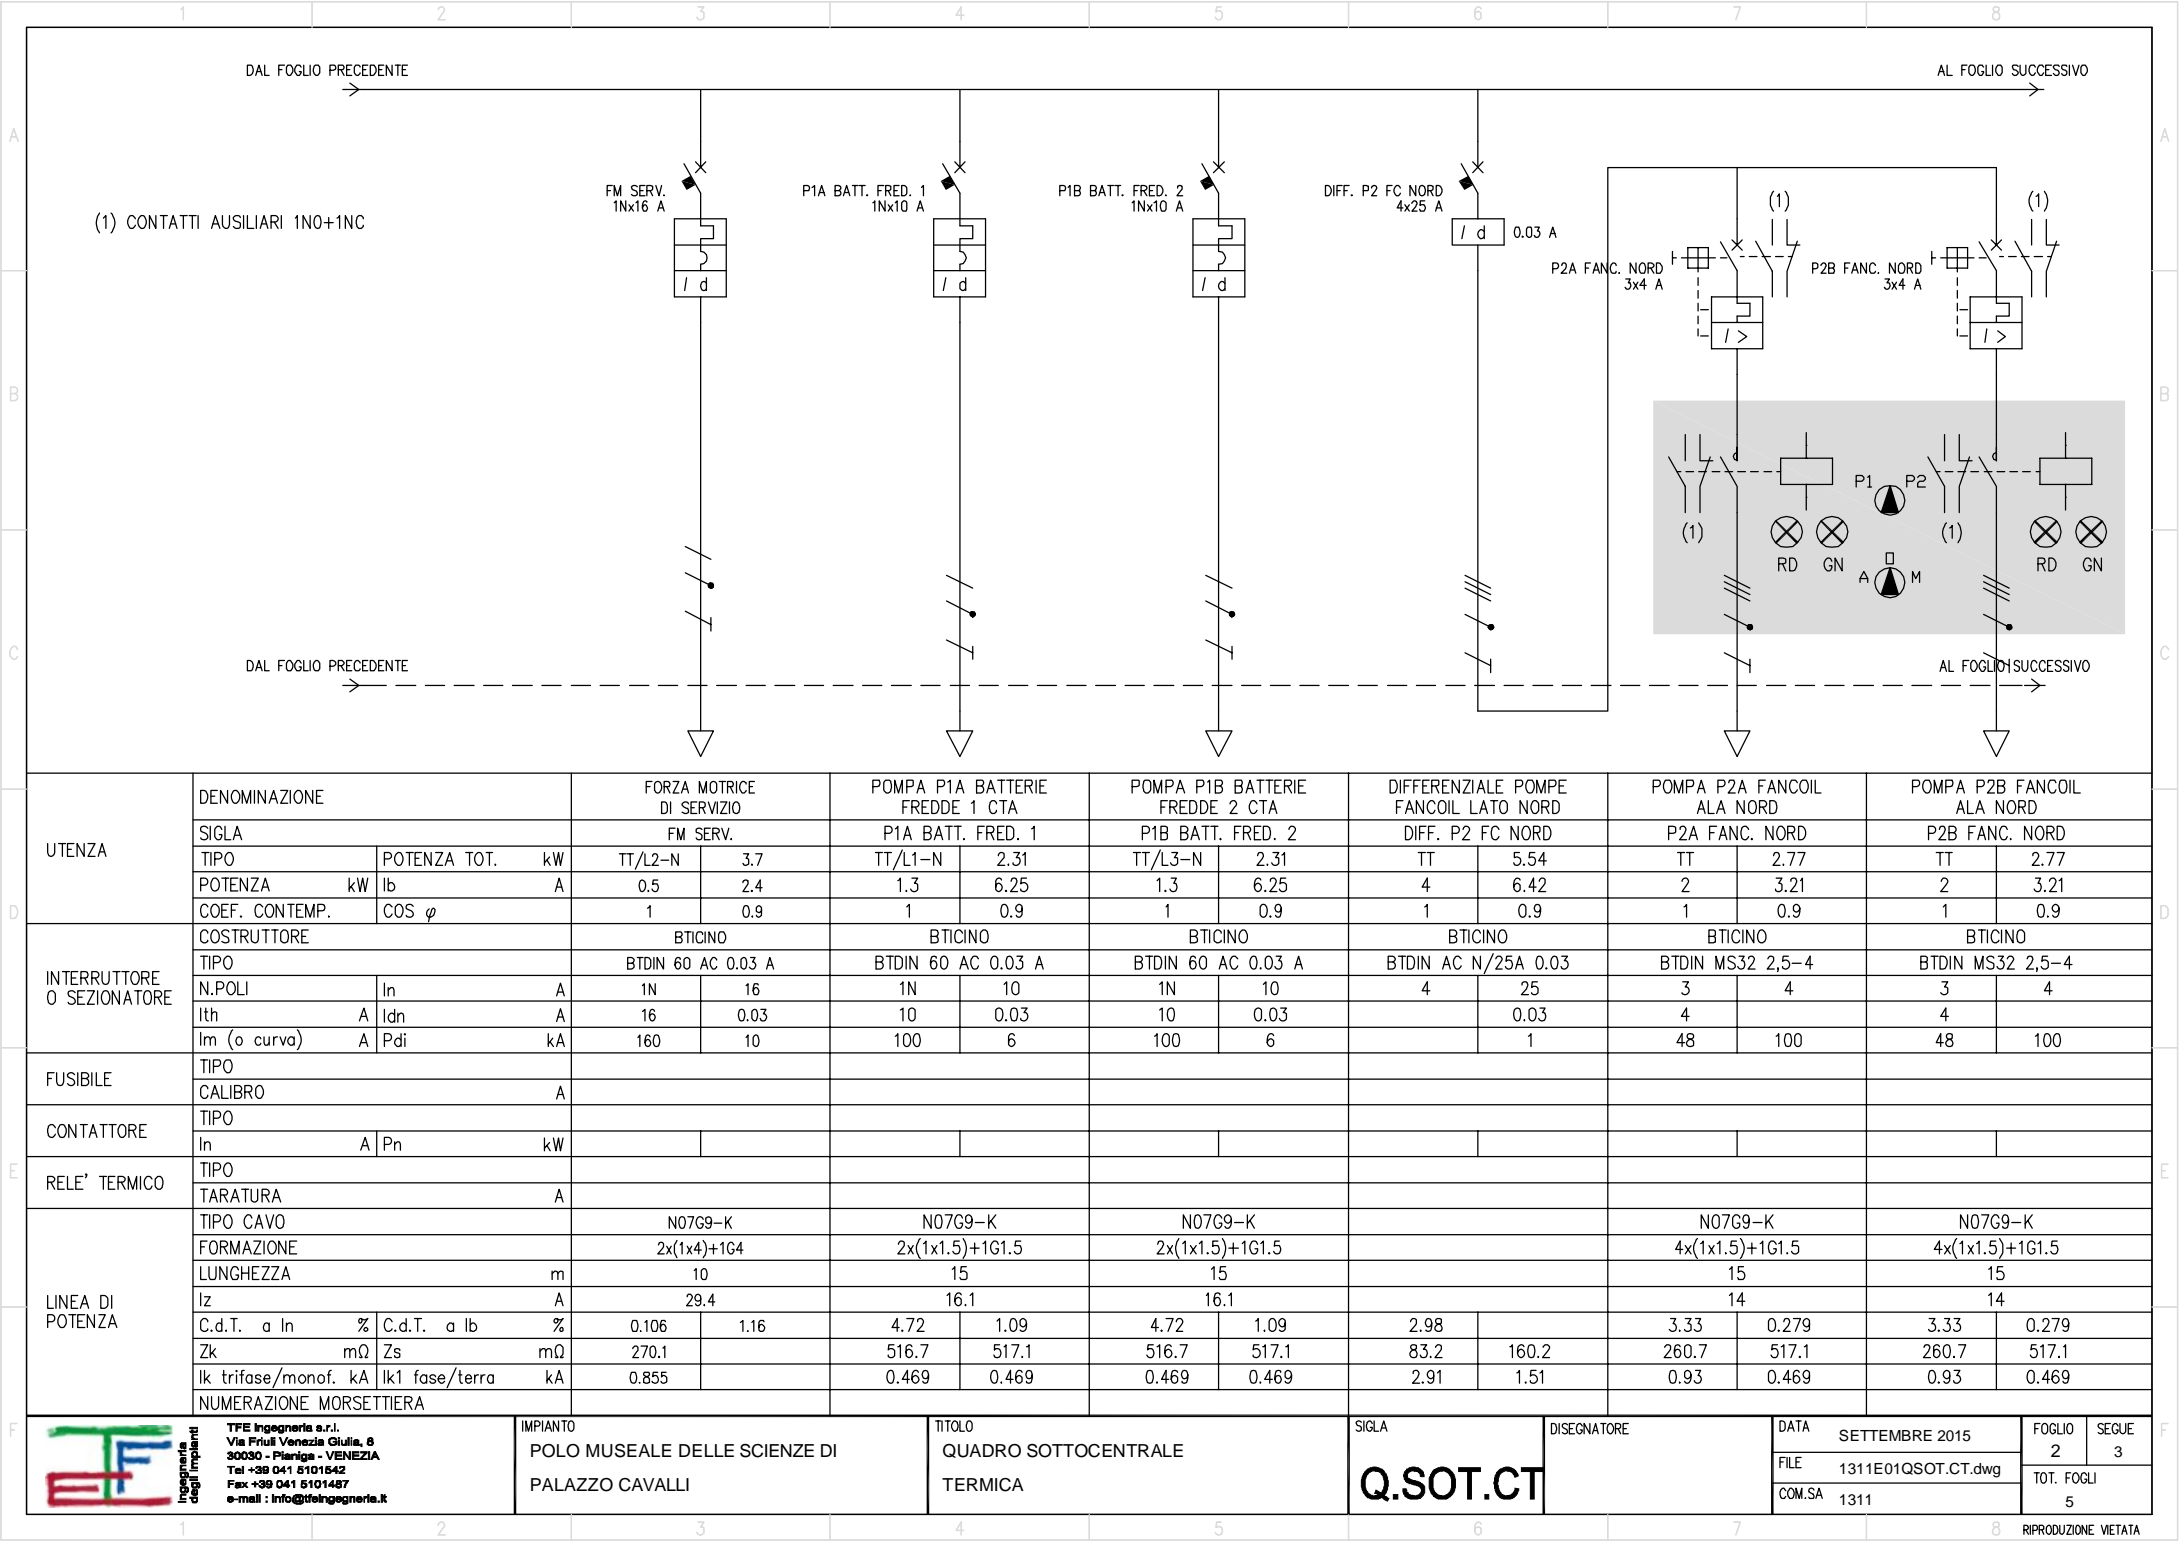 1 2 3 4 5 6 7 8
DAL FOGLIO PRECEDENTE
AL FOGLIO SUCCESSIVO
A A
FM SERV.
1Nx16 A
P1A BATT. FRED. 1
1Nx10 A
P1B BATT. FRED. 2
1Nx10 A
DIFF. P2 FC NORD
4x25 A
(1) (1)
(1) CONTATTI AUSILIARI 1NO+1NC
I d 0.03 A
P2A FANC. NORD
3x4 A
P2B FANC. NORD
3x4 A
I d I d I d
I > I >
B B
P1 P2
(1) (1)
RD GN RD GN
0
A M
C C
DAL FOGLIO PRECEDENTE
AL FOGLIO SUCCESSIVO
UTENZA
DENOMINAZIONE
FORZA MOTRICE
DI SERVIZIO
POMPA P1A BATTERIE
FREDDE 1 CTA
POMPA P1B BATTERIE
FREDDE 2 CTA
DIFFERENZIALE POMPE
FANCOIL LATO NORD
POMPA P2A FANCOIL
ALA NORD
POMPA P2B FANCOIL
ALA NORD
SIGLA FM SERV. P1A BATT. FRED. 1 P1B BATT. FRED. 2 DIFF. P2 FC NORD P2A FANC. NORD P2B FANC. NORD
TIPO POTENZA TOT. kW TT/L2-N 3.7 TT/L1-N 2.31 TT/L3-N 2.31 TT 5.54 TT 2.77 TT 2.77
POTENZA kW Ib A 0.5 2.4 1.3 6.25 1.3 6.25 4 6.42 2 3.21 2 3.21
D COEF. CONTEMP. COS φ 1 0.9 1 0.9 1 0.9 1 0.9 1 0.9 1 0.9 D
INTERRUTTORE
O SEZIONATORE
COSTRUTTORE BTICINO BTICINO BTICINO BTICINO BTICINO BTICINO
TIPO BTDIN 60 AC 0.03 A BTDIN 60 AC 0.03 A BTDIN 60 AC 0.03 A BTDIN AC N/25A 0.03 BTDIN MS32 2,5-4 BTDIN MS32 2,5-4
N.POLI In A 1N 16 1N 10 1N 10 4 25 3 4 3 4
Ith A Idn A 16 0.03 10 0.03 10 0.03 0.03 4 4
Im (o curva) A Pdi kA 160 10 100 6 100 6 1 48 100 48 100
FUSIBILE
TIPO
CALIBRO A
CONTATTORE
TIPO
In A Pn kW
E E
RELE' TERMICO
TIPO
TARATURA A
LINEA DI
POTENZA
TIPO CAVO N07G9-K N07G9-K N07G9-K N07G9-K N07G9-K
FORMAZIONE 2x(1x4)+1G4 2x(1x1.5)+1G1.5 2x(1x1.5)+1G1.5 4x(1x1.5)+1G1.5 4x(1x1.5)+1G1.5
LUNGHEZZA m 10 15 15 15 15
Iz A 29.4 16.1 16.1 14 14
C.d.T. a In % C.d.T. a Ib % 0.106 1.16 4.72 1.09 4.72 1.09 2.98 3.33 0.279 3.33 0.279
Zk mΩ Zs mΩ 270.1 516.7 517.1 516.7 517.1 83.2 160.2 260.7 517.1 260.7 517.1
Ik trifase/monof. kA Ik1 fase/terra kA 0.855 0.469 0.469 0.469 0.469 2.91 1.51 0.93 0.469 0.93 0.469
NUMERAZIONE MORSETTIERA
F F
TFE
Ingegneria
degli Impianti
TFE Ingegneria s.r.l.
Via Friuli Venezia Giulia, 8
30030 - Pianiga - VENEZIA
Tel +39 041 5101542
Fax +39 041 5101487
e-mail : info@tfeingegneria.it
IMPIANTO
POLO MUSEALE DELLE SCIENZE DI
PALAZZO CAVALLI
TITOLO
QUADRO SOTTOCENTRALE
TERMICA
SIGLA
Q.SOT.CT
DISEGNATORE
DATA SETTEMBRE 2015
FILE 1311E01QSOT.CT.dwg
COM.SA 1311
FOGLIO SEGUE
2 3
TOT. FOGLI
5
1 2 3 4 5 6 7 8
RIPRODUZIONE VIETATA